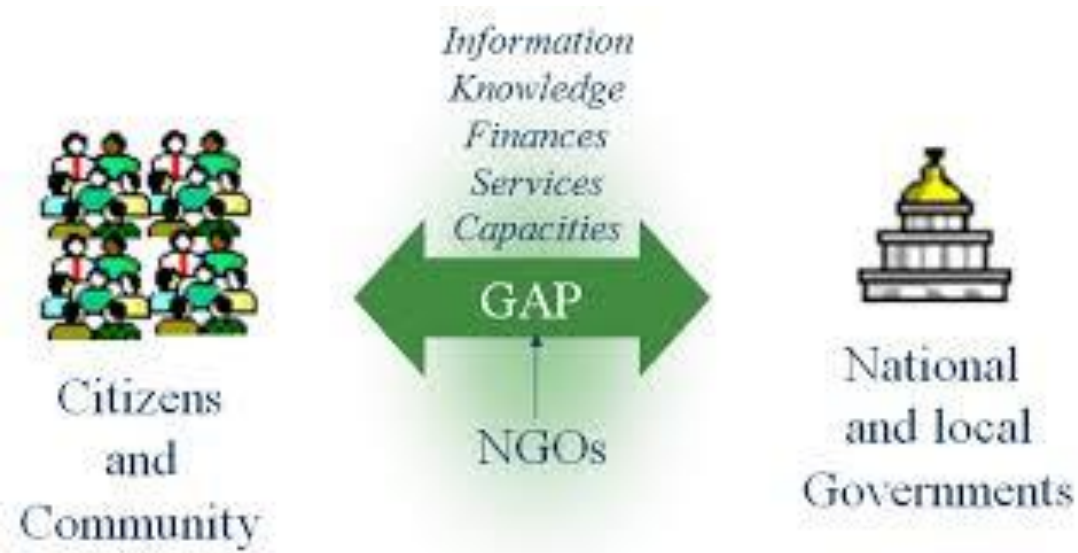 Information
Knowledge
Finances
Services
Capacities
GAP
NGOs
Citizens
and
Community
National
and local
Governments